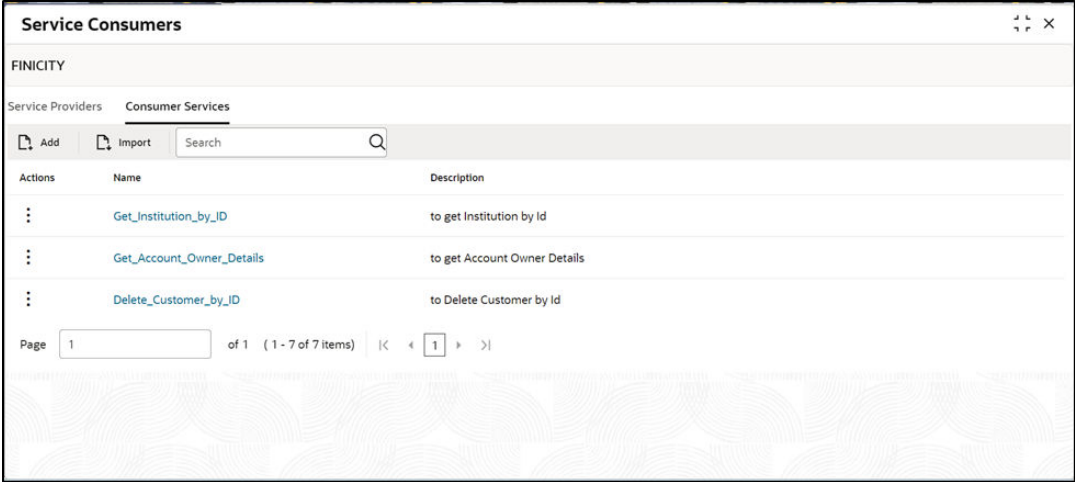 Service Consumers
FINICITY
Service Providers Consumer Services
Add Import Search
Actions Name Description
Get_Institution_by_ID to get Institution by Id
Get_Account_Owner_Details to get Account Owner Details
Delete_Customer_by_ID to Delete Customer by Id
Page 1 of 1 (1 - 7 of 7 items) 1